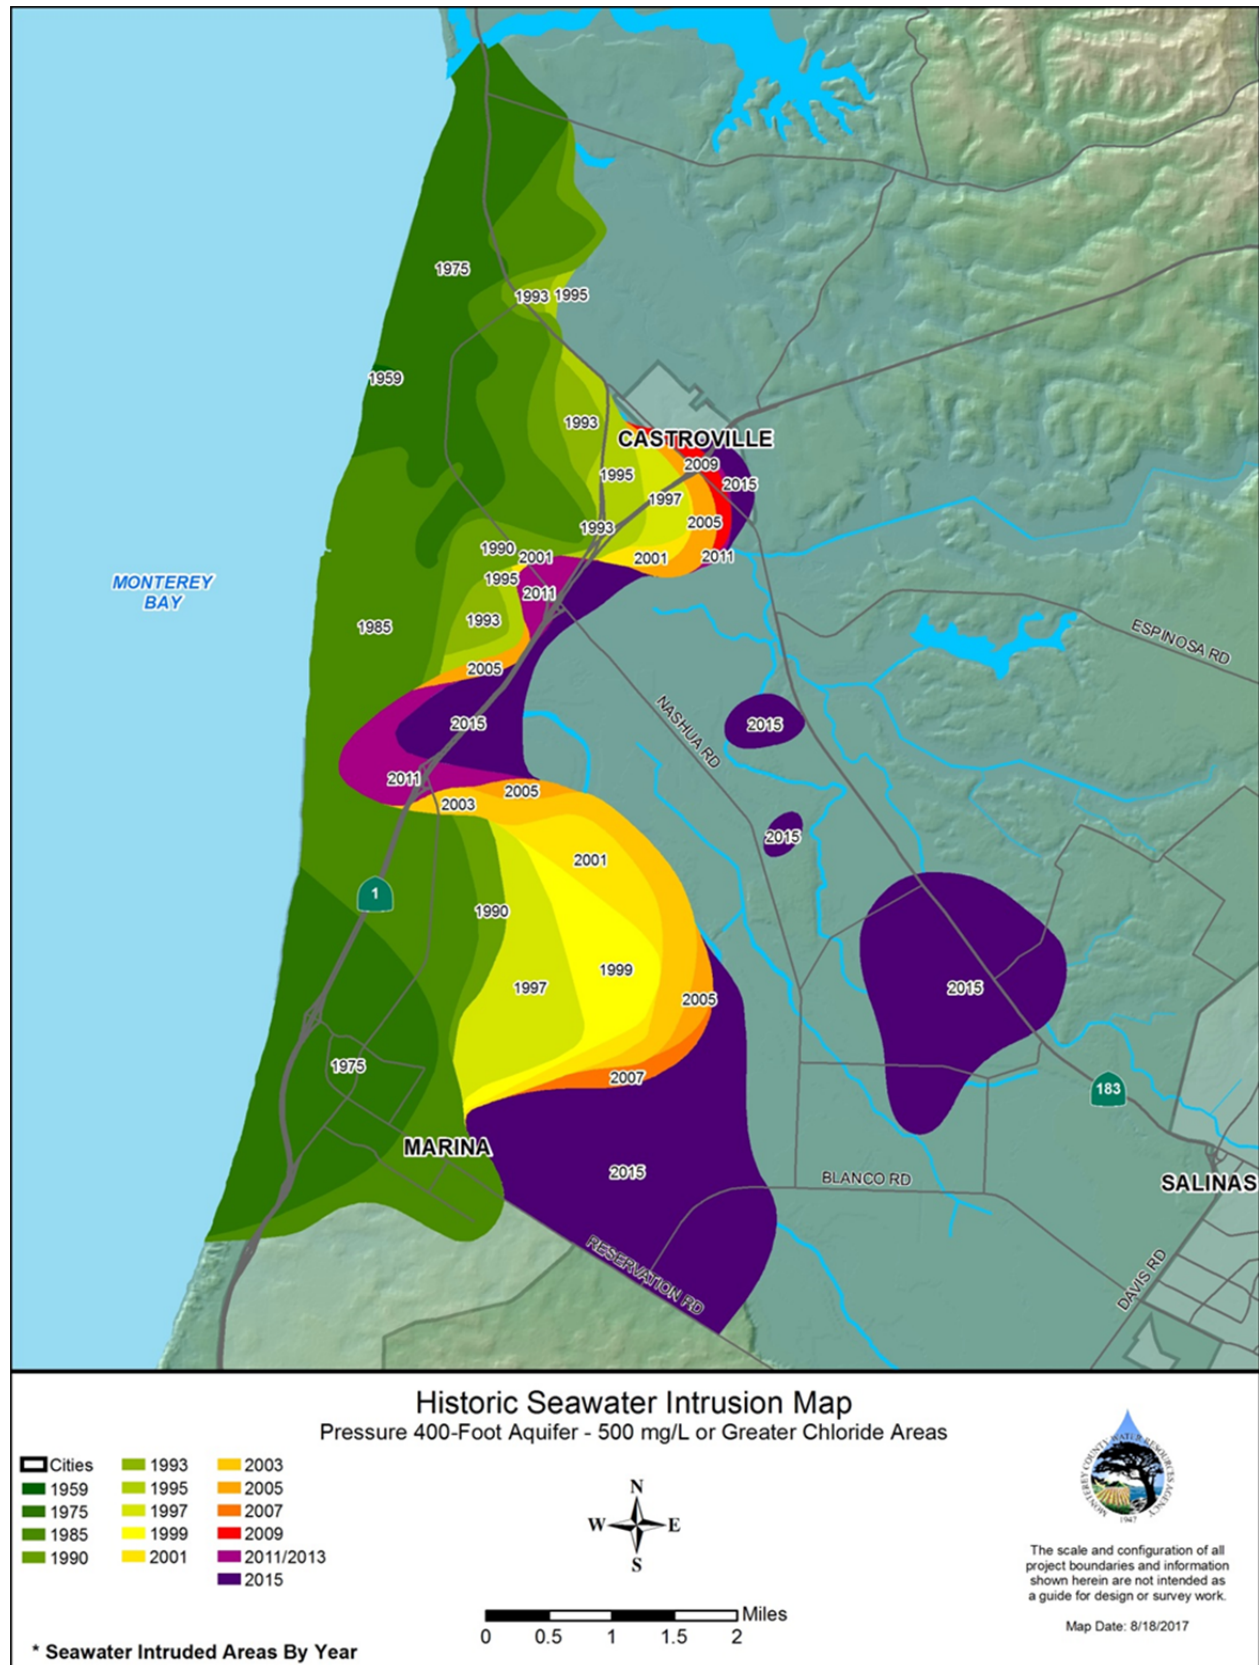 1975
1993
1995
1959
1993
CASTROVILLE
2009
1995
2015
1997
2005
1993
1990
2001
2001
2011
MONTEREY
BAY
1995
2011
1993
1985
ESPINOSA RD
2005
NASHUA RD
2015
2015
2011
2005
2003
2015
2001
1
1990
1999
1997
2005
2015
1975
2007
183
MARINA
2015
BLANCO RD
SALINAS
RESERVATION RD
DAVIS RD
Historic Seawater Intrusion Map
Pressure 400-Foot Aquifer - 500 mg/L or Greater Chloride Areas
Cities
1959
1975
1985
1990
1993
1995
1997
1999
2001
2003
2005
2007
2009
2011/2013
2015
N
W E
S
Miles
0 0.5 1 1.5 2
* Seawater Intruded Areas By Year
MONTEREY COUNTY WATER RESOURCES AGENCY
1947
The scale and configuration of all
project boundaries and information
shown herein are not intended as
a guide for design or survey work.
Map Date: 8/18/2017